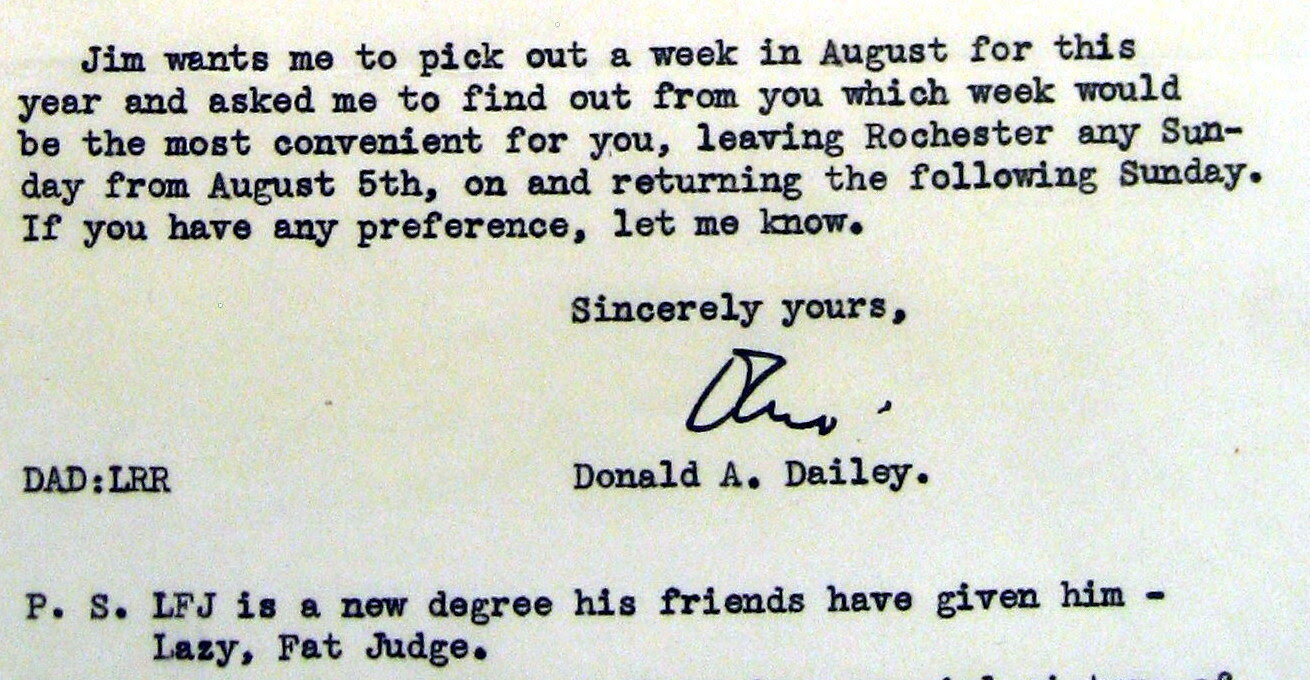 Jim wants me to pick out a week in August for this
year and asked me to find out from you which week would
be the most convenient for you, leaving Rochester any Sun-
day from August 5th, on and returning the following Sunday.
If you have any preference, let me know.
Sincerely yours,
DAD:LRR Donald A. Dailey.
P. S. LFJ is a new degree his friends have given him -
Lazy, Fat Judge.